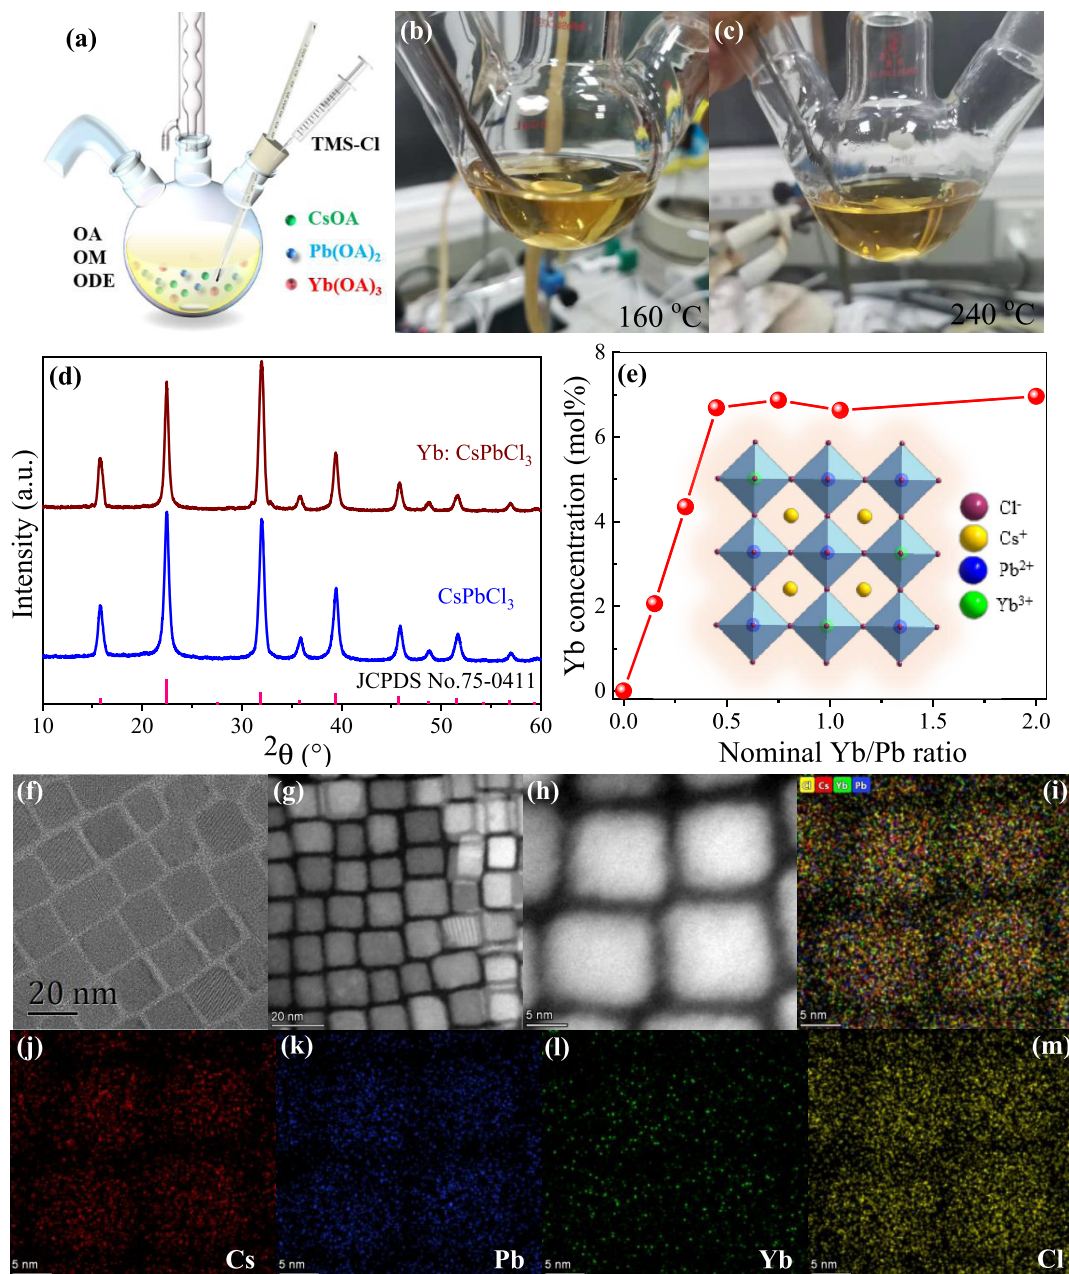 (a)
TMS-Cl
CsOA
Pb(OA)₂
Yb(OA)₃
OA
OM
ODE
(b)
160 °C
(c)
240 °C
(d)
Yb: CsPbCl₃
CsPbCl₃
JCPDS No.75-0411
Intensity (a.u.)
10 20 30 40 50 60
2θ (°)
(e)
Yb concentration (mol%)
8
6
4
2
0
0.0 0.5 1.0 1.5 2.0
Nominal Yb/Pb ratio
Cl⁻
Cs⁺
Pb²⁺
Yb³⁺
(f)
20 nm
(g)
20 nm
(h)
5 nm
(i)
Cl Cs Yb Pb
5 nm
(j)
5 nm
Cs
(k)
5 nm
Pb
(l)
5 nm
Yb
(m)
5 nm
Cl